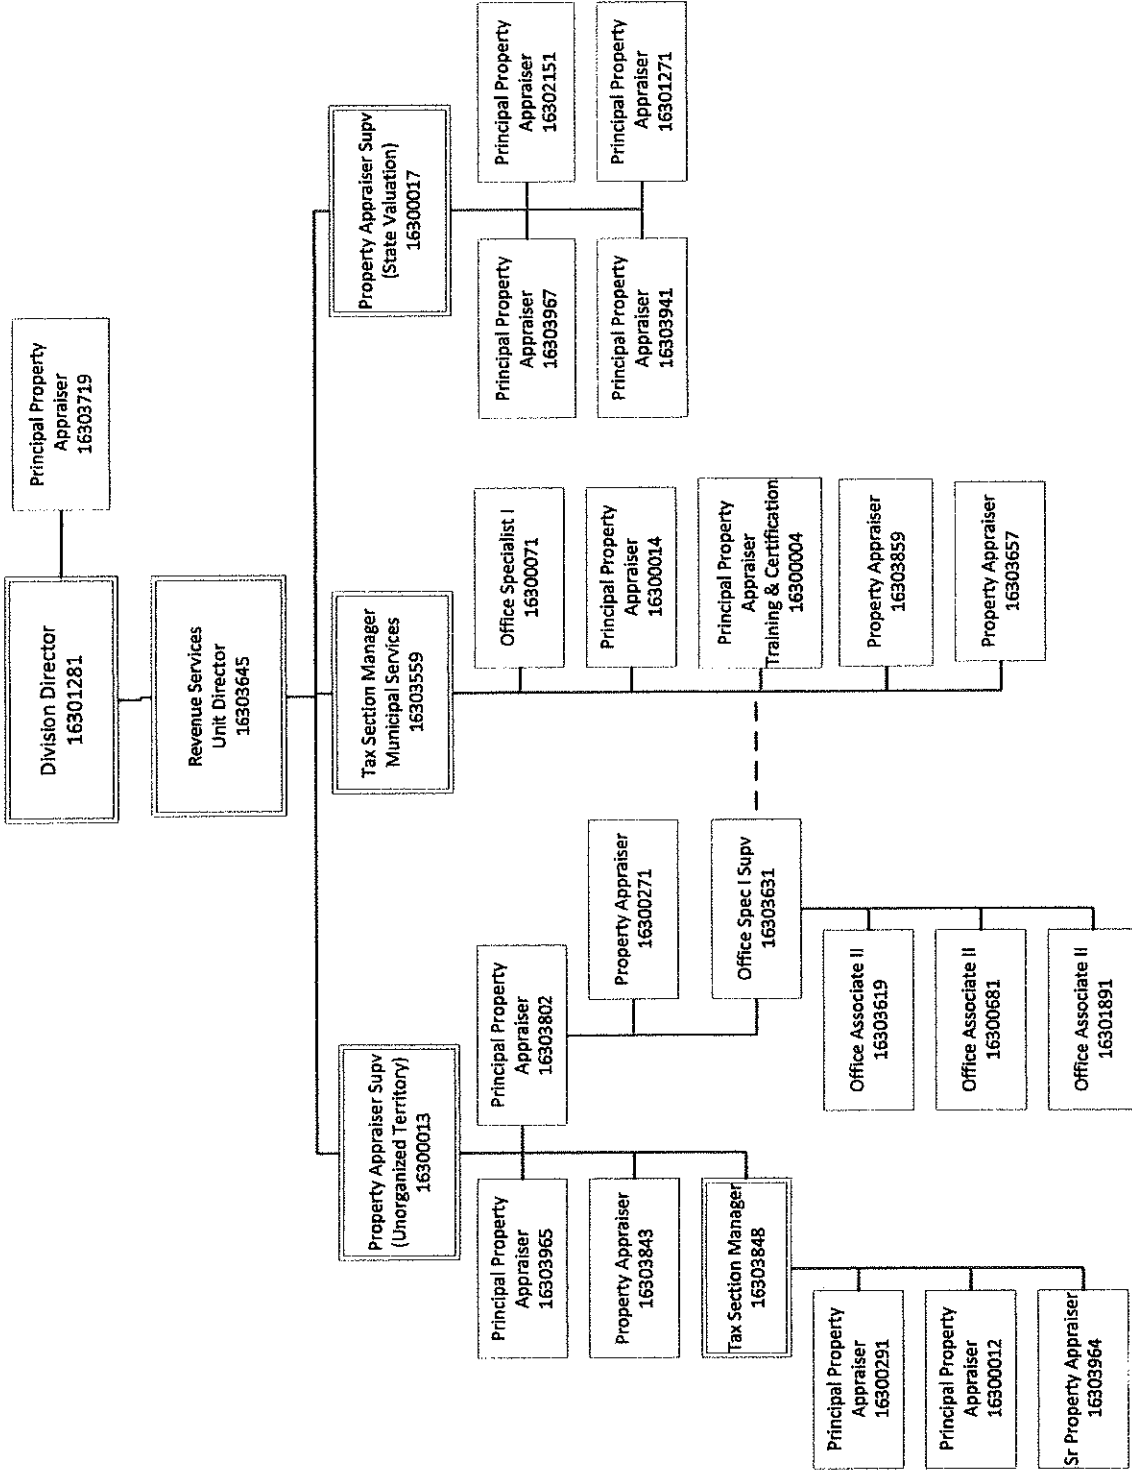 Division Director
16301281
Principal Property
Appraiser
16303719
Revenue Services
Unit Director
16303645
Property Appraiser Supv
(Unorganized Territory)
16300013
Tax Section Manager
Municipal Services
16303559
Property Appraiser Supv
(State Valuation)
16300017
Principal Property
Appraiser
16303965
Principal Property
Appraiser
16303802
Property Appraiser
16303843
Tax Section Manager
16303848
Principal Property
Appraiser
16300291
Principal Property
Appraiser
16300012
Sr Property Appraiser
16303964
Property Appraiser
16300271
Office Spec I Supv
16303631
Office Associate II
16303619
Office Associate II
16300681
Office Associate II
16301891
Office Specialist I
16300071
Principal Property
Appraiser
16300014
Principal Property
Appraiser
Training & Certification
16300004
Property Appraiser
16303859
Property Appraiser
16303657
Principal Property
Appraiser
16303967
Principal Property
Appraiser
16302151
Principal Property
Appraiser
16303941
Principal Property
Appraiser
16301271